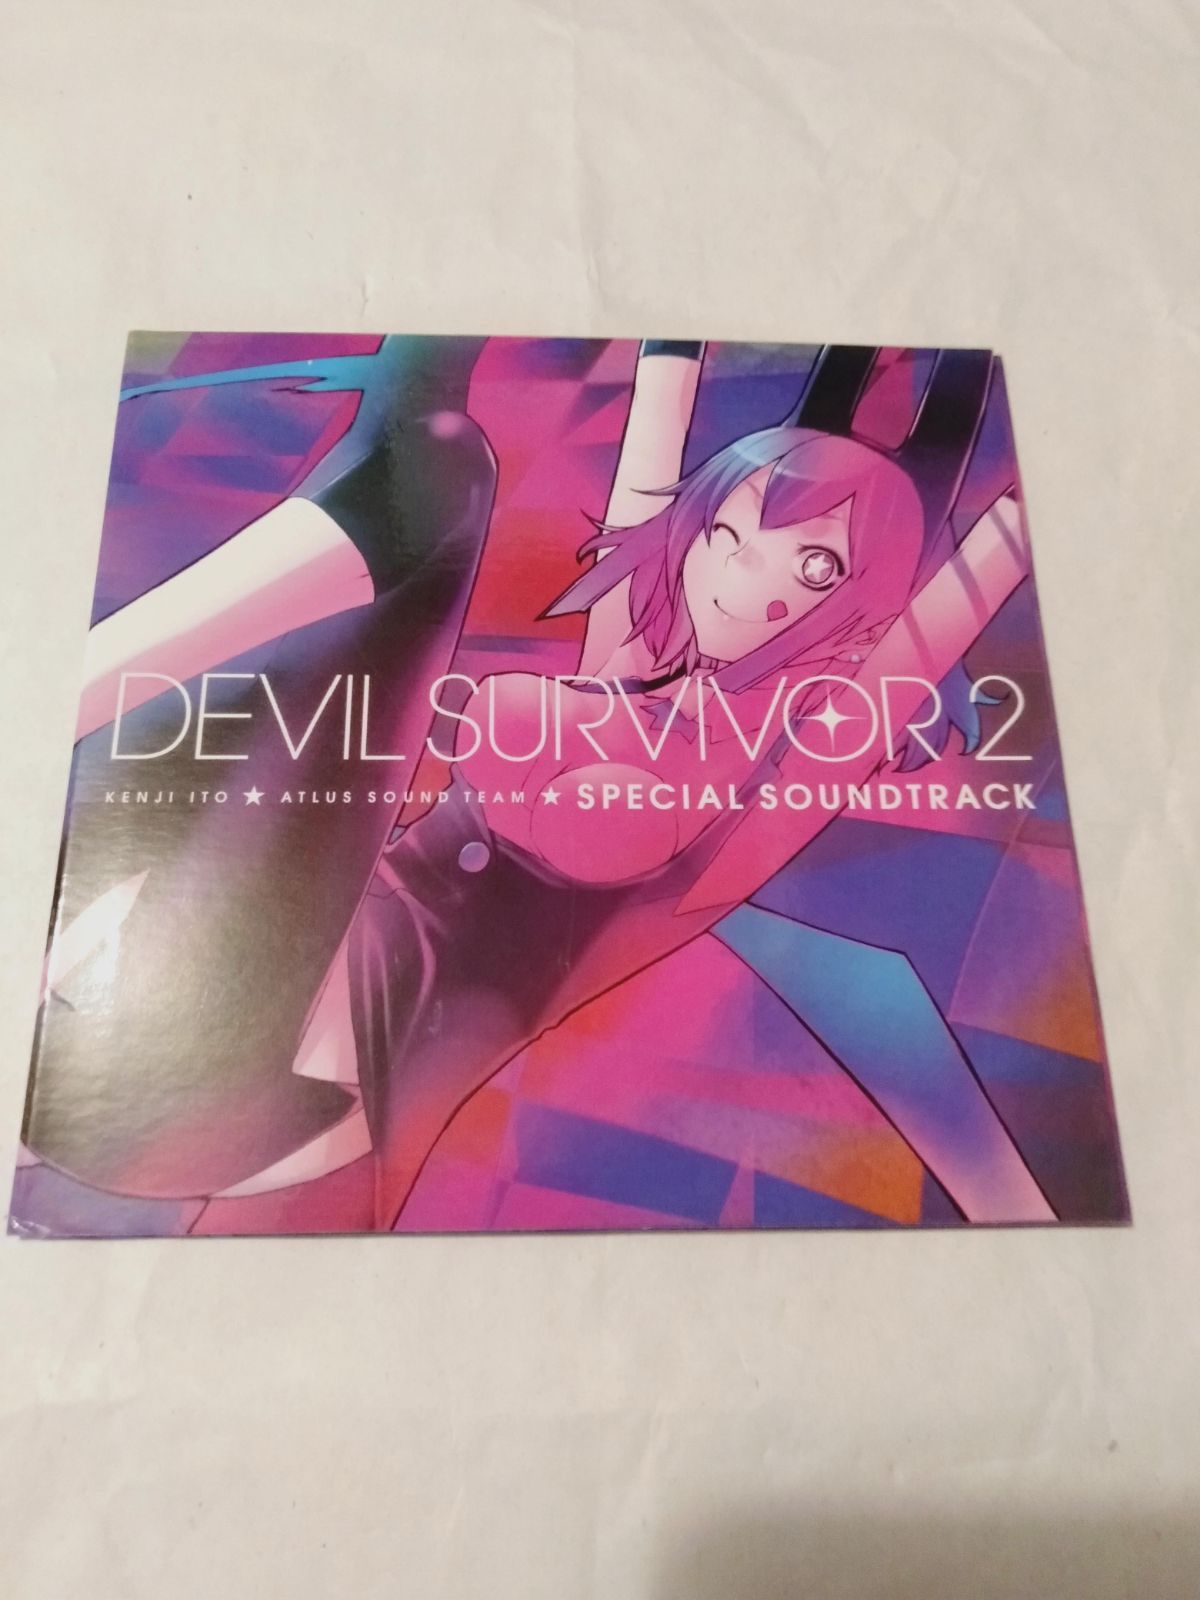 DEVIL SURVIVOR 2
KENJI ITO ★ ATLUS SOUND TEAM ★ SPECIAL SOUNDTRACK